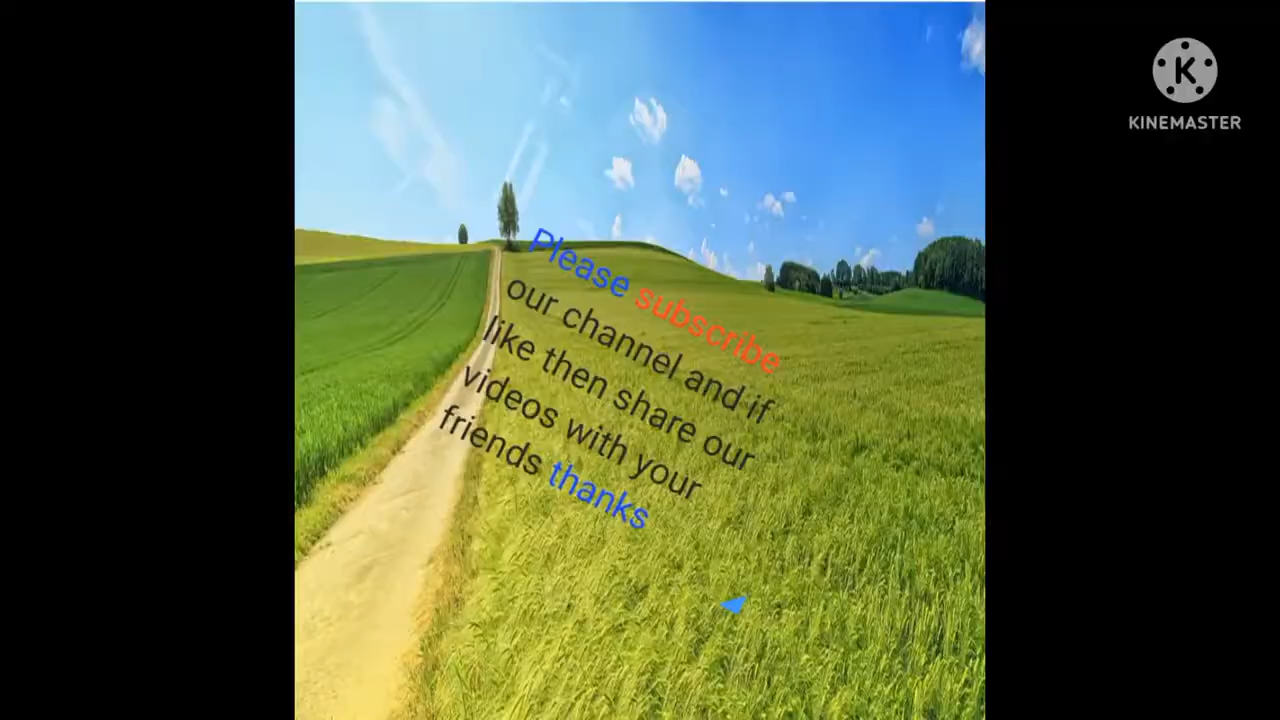 Please subscribe
our channel and if
like then share our
videos with your
friends thanks
K
KINEMASTER